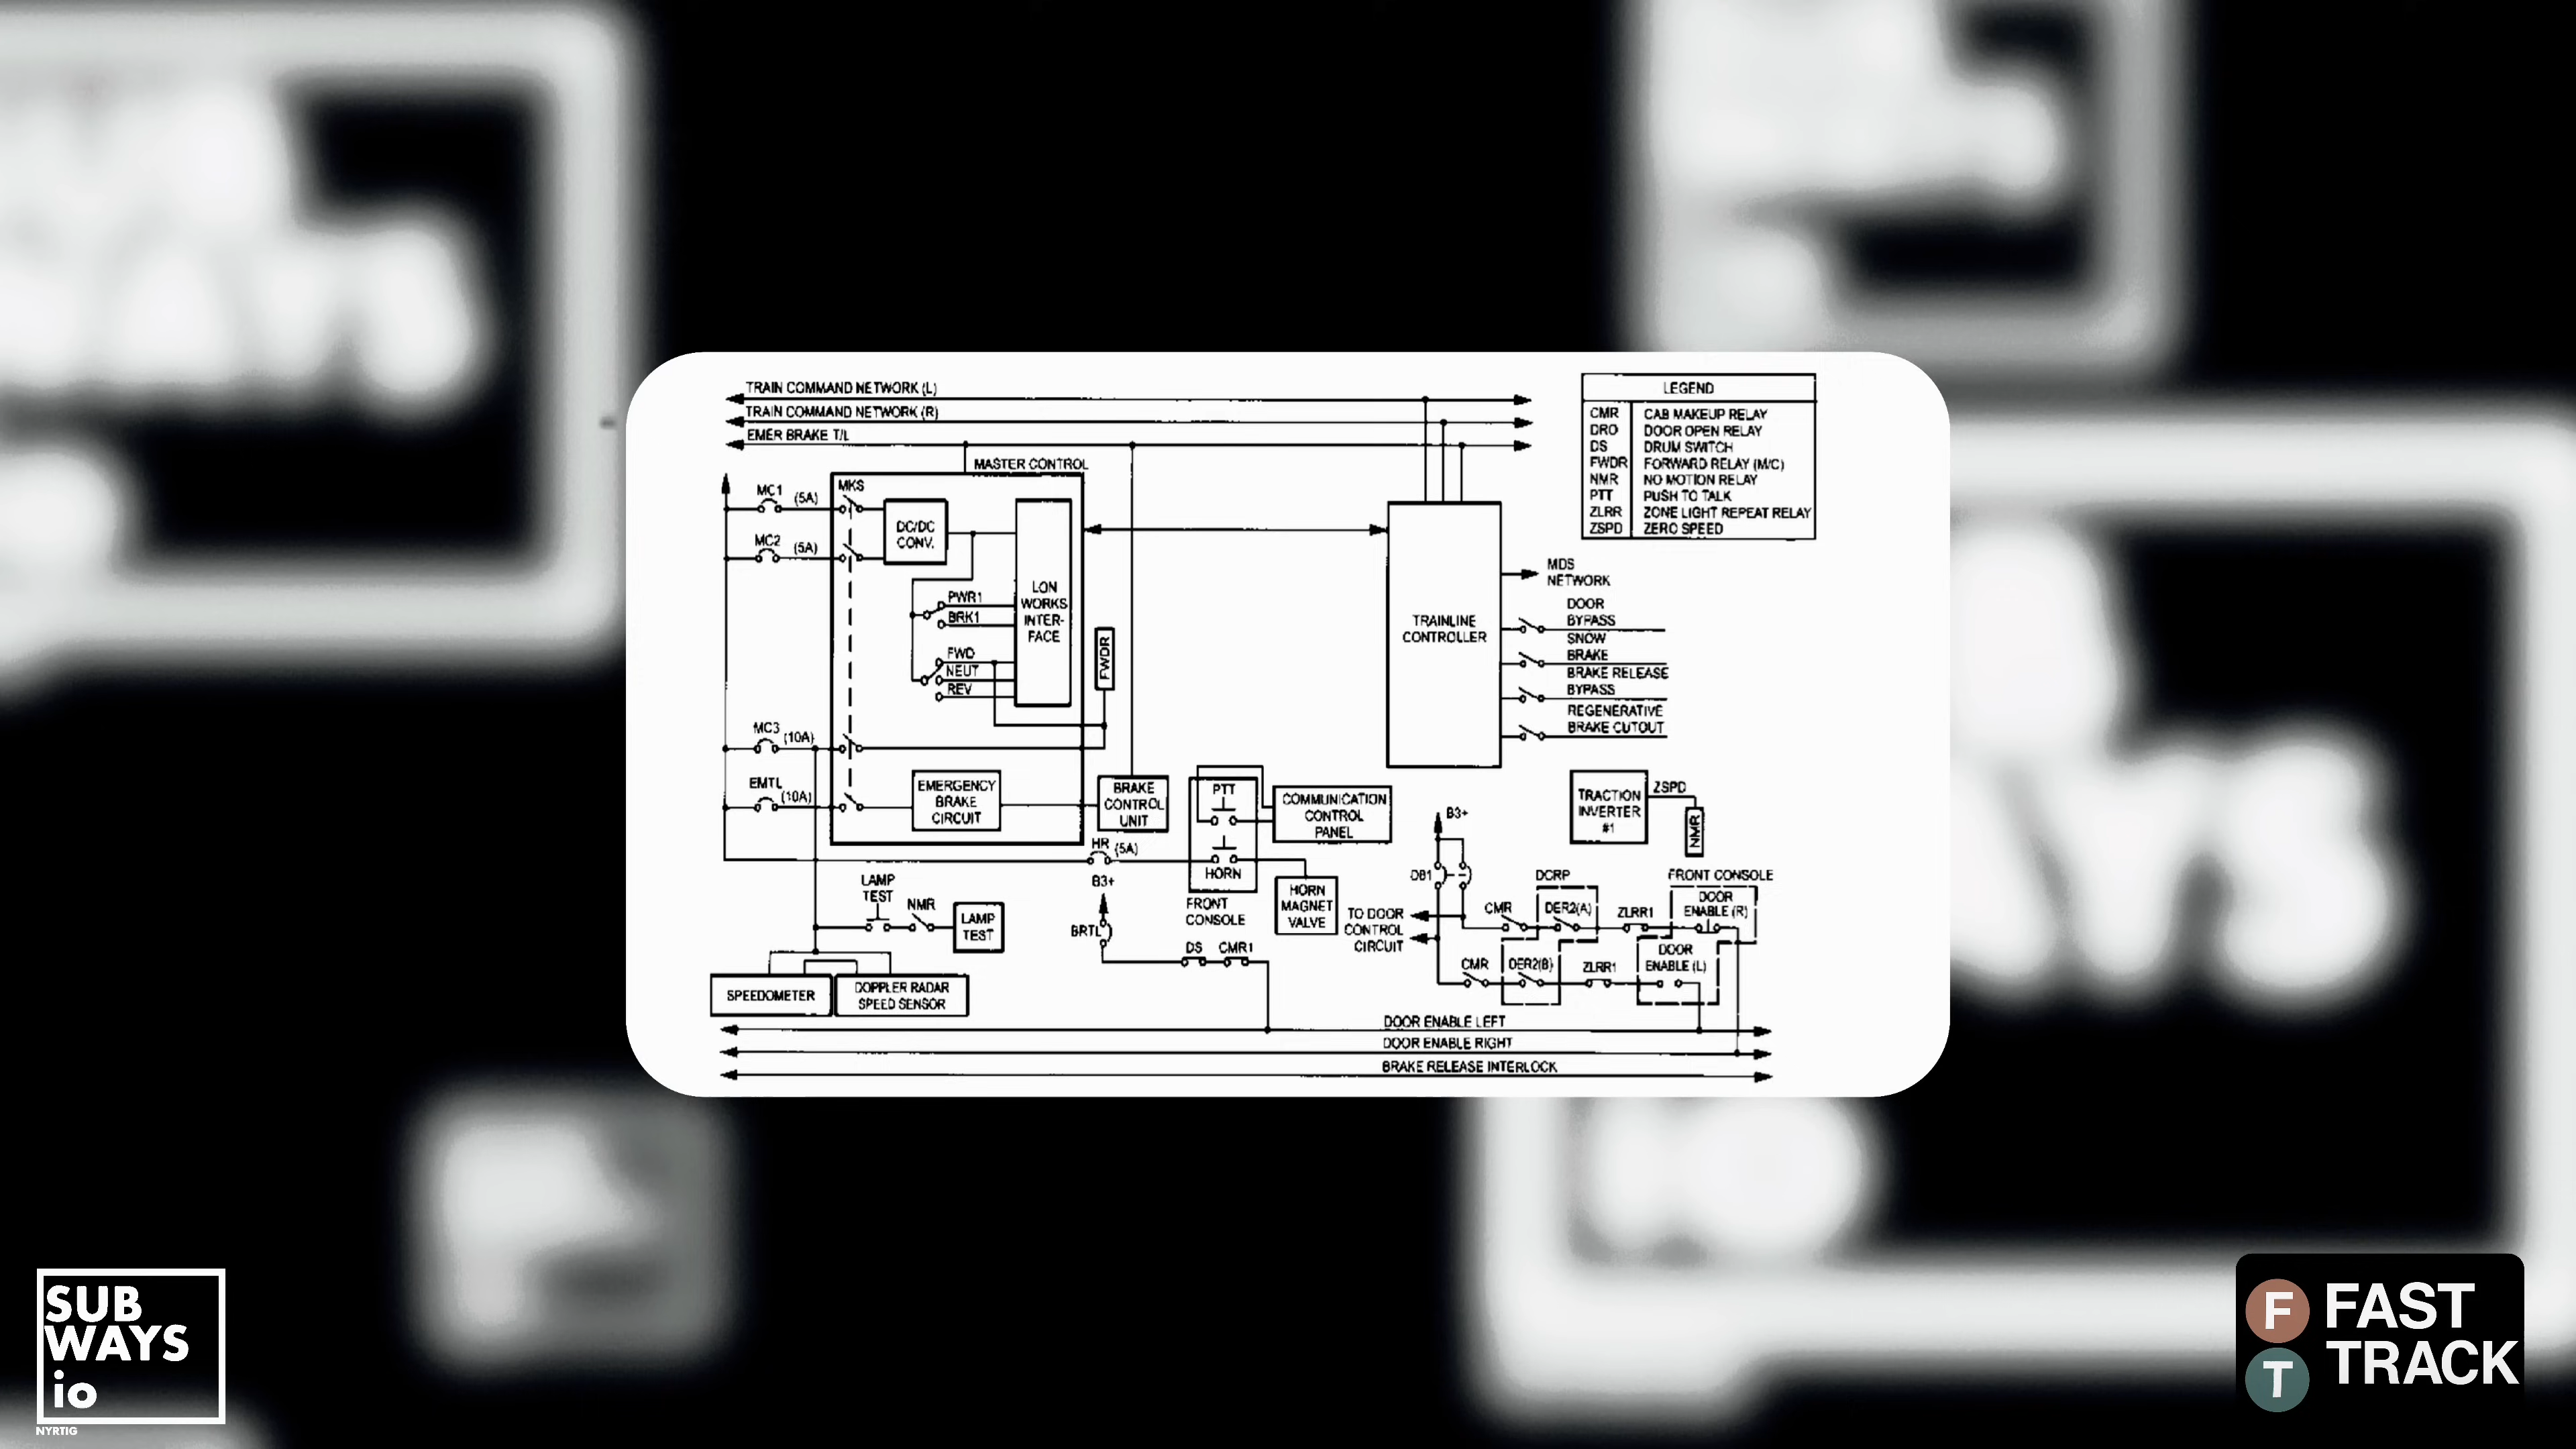 TRAIN COMMAND NETWORK (L)
TRAIN COMMAND NETWORK (R)
EMER BRAKE T/L
LEGEND
CMR CAB MAKEUP RELAY
DRO DOOR OPEN RELAY
DS DRUM SWITCH
FWDR FORWARD RELAY (M/C)
NMR NO MOTION RELAY
PTT PUSH TO TALK
ZLRR ZONE LIGHT REPEAT RELAY
ZSPD ZERO SPEED
MASTER CONTROL
MC1 (5A)
MKS
MC2 (5A)
DC/DC
CONV.
PWR1
BRK1
FWD
NEUT
REV
LON
WORKS
INTER-
FACE
FWDR
MC3 (10A)
EMTL (10A)
EMERGENCY
BRAKE
CIRCUIT
BRAKE
CONTROL
UNIT
TRAINLINE
CONTROLLER
MDS
NETWORK
DOOR
BYPASS
SNOW
BRAKE
BRAKE RELEASE
BYPASS
REGENERATIVE
BRAKE CUTOUT
PTT
HORN
FRONT
CONSOLE
COMMUNICATION
CONTROL
PANEL
HR (5A)
HORN
MAGNET
VALVE
TRACTION
INVERTER
#1
ZSPD
NMR
LAMP
TEST
NMR
LAMP
TEST
B3+
BRTL
DS CMR1
SPEEDOMETER
DOPPLER RADAR
SPEED SENSOR
B3+
DB1
TO DOOR
CONTROL
CIRCUIT
DCRP
FRONT CONSOLE
CMR
DER2(A)
ZLRR1
DOOR
ENABLE (R)
CMR
DER2(B)
ZLRR1
DOOR
ENABLE (L)
DOOR ENABLE LEFT
DOOR ENABLE RIGHT
BRAKE RELEASE INTERLOCK
SUB
WAYS
io
NYRTIG
F FAST
T TRACK